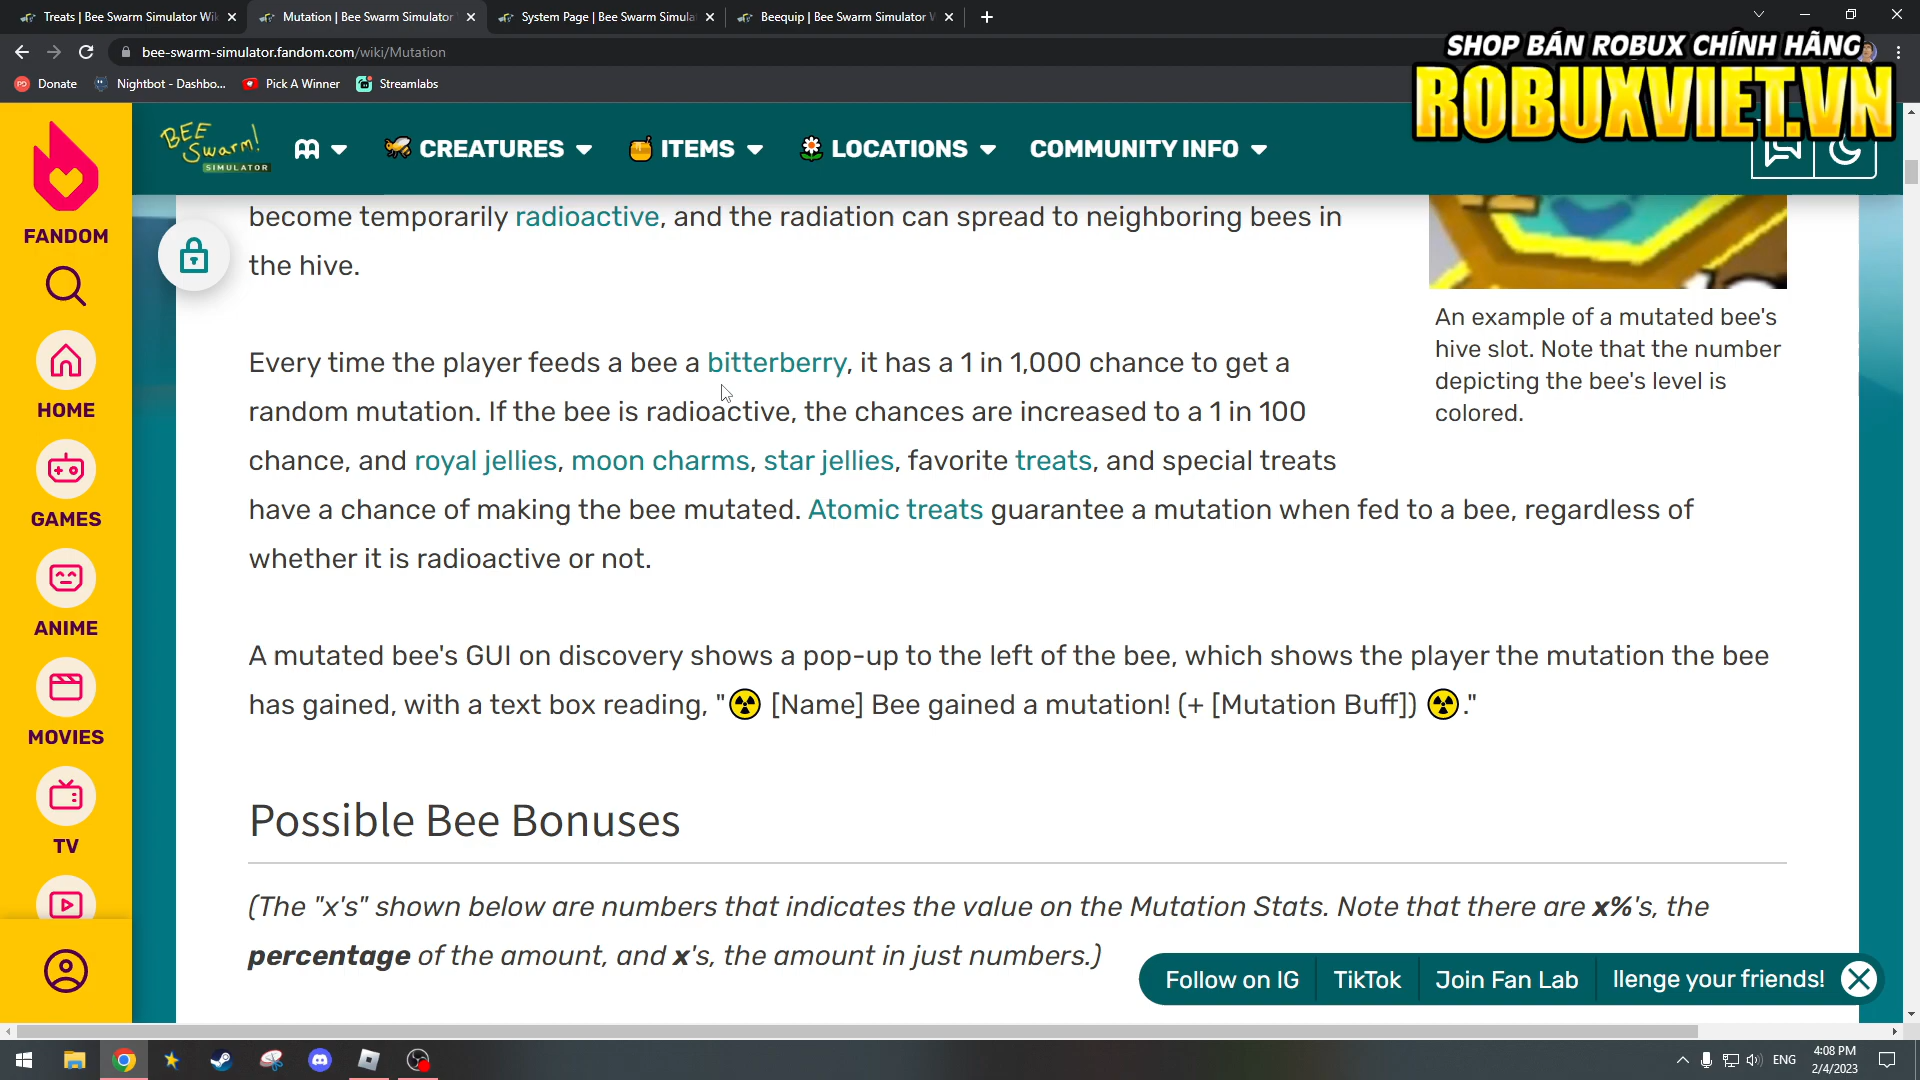 Treats | Bee Swarm Simulator Wi
Mutation | Bee Swarm Simulator
System Page | Bee Swarm Simula
Beequip | Bee Swarm Simulator W
bee-swarm-simulator.fandom.com/wiki/Mutation
SHOP BÁN ROBUX CHÍNH HÃNG
ROBUXVIET.VN
Donate
Nightbot - Dashbo...
Pick A Winner
Streamlabs
BEE Swarm! SIMULATOR
CREATURES
ITEMS
LOCATIONS
COMMUNITY INFO
FANDOM
HOME
GAMES
ANIME
MOVIES
TV
become temporarily radioactive, and the radiation can spread to neighboring bees in
the hive.
Every time the player feeds a bee a bitterberry, it has a 1 in 1,000 chance to get a
random mutation. If the bee is radioactive, the chances are increased to a 1 in 100
chance, and royal jellies, moon charms, star jellies, favorite treats, and special treats
have a chance of making the bee mutated. Atomic treats guarantee a mutation when fed to a bee, regardless of
whether it is radioactive or not.
An example of a mutated bee's
hive slot. Note that the number
depicting the bee's level is
colored.
A mutated bee's GUI on discovery shows a pop-up to the left of the bee, which shows the player the mutation the bee
has gained, with a text box reading, "☢ [Name] Bee gained a mutation! (+ [Mutation Buff]) ☢."
Possible Bee Bonuses
(The "x's" shown below are numbers that indicates the value on the Mutation Stats. Note that there are x%'s, the
percentage of the amount, and x's, the amount in just numbers.)
Follow on IG
TikTok
Join Fan Lab
llenge your friends!
ENG
4:08 PM
2/4/2023